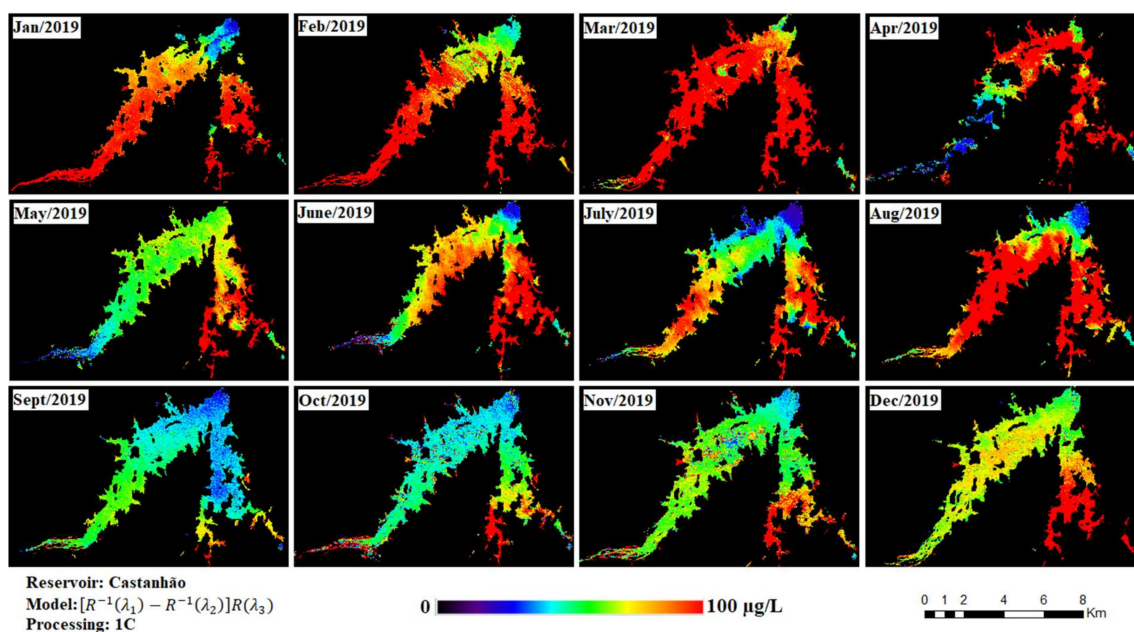 Jan/2019
Feb/2019
Mar/2019
Apr/2019
May/2019
June/2019
July/2019
Aug/2019
Sept/2019
Oct/2019
Nov/2019
Dec/2019
Reservoir: Castanhão
Model:[R⁻¹(λ₁) − R⁻¹(λ₂)]R(λ₃)
Processing: 1C
0 100 µg/L
0 1 2 4 6 8
Km